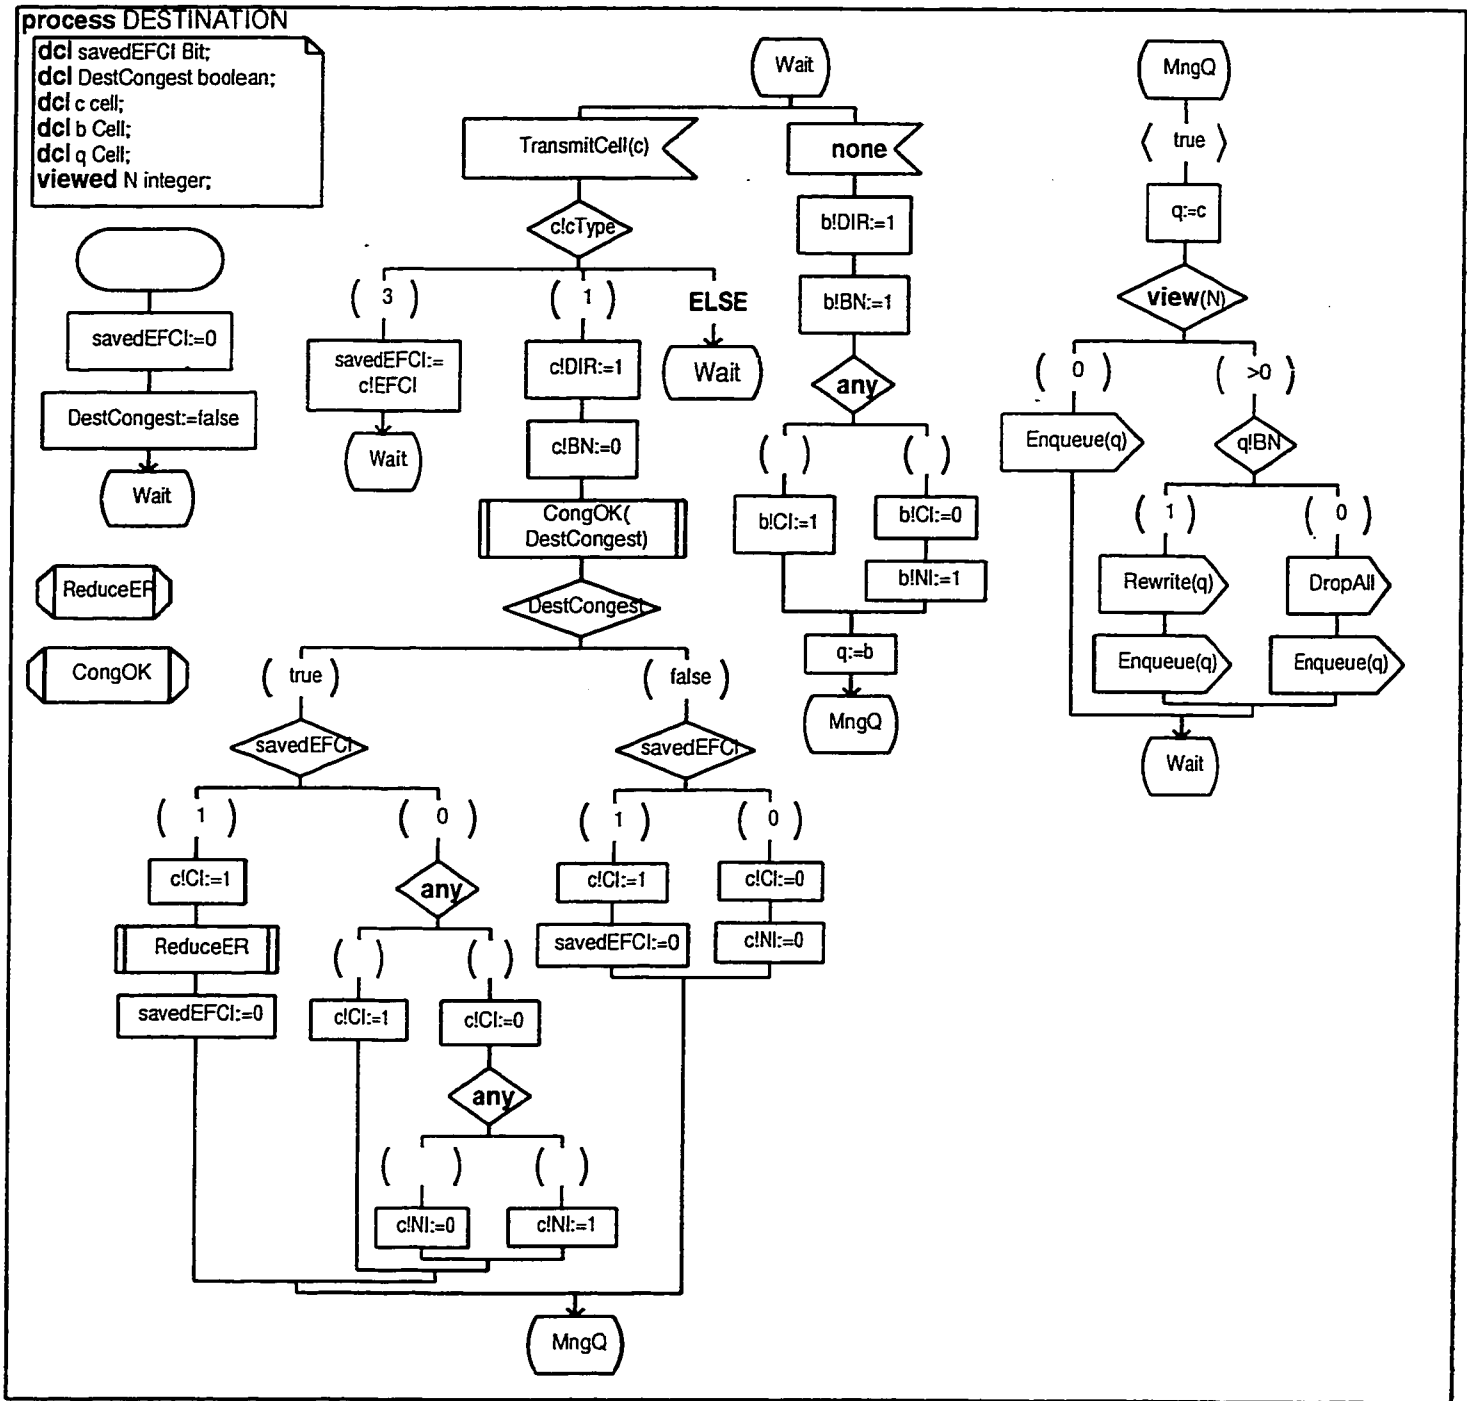 process DESTINATION
dcl savedEFCI Bit;
dcl DestCongest boolean;
dcl c cell;
dcl b Cell;
dcl q Cell;
viewed N integer;
savedEFCI:=0
DestCongest:=false
Wait
ReduceER
CongOK
Wait
TransmitCell(c)
c!cType
( 3 )
( 1 )
ELSE
savedEFCI:=
c!EFCI
Wait
c!DIR:=1
Wait
c!BN:=0
CongOK(
DestCongest)
DestCongest
( true )
( false )
savedEFCI
savedEFCI
( 1 )
( 0 )
( 1 )
( 0 )
c!CI:=1
any
c!CI:=1
c!CI:=0
ReduceER
( )
( )
savedEFCI:=0
c!NI:=0
savedEFCI:=0
c!CI:=1
c!CI:=0
any
( )
( )
c!NI:=0
c!NI:=1
MngQ
none
b!DIR:=1
b!BN:=1
any
( )
( )
b!CI:=1
b!CI:=0
b!NI:=1
q:=b
MngQ
MngQ
⟨ true ⟩
q:=c
view(N)
( 0 )
( >0 )
Enqueue(q)
q!BN
( 1 )
( 0 )
Rewrite(q)
DropAll
Enqueue(q)
Enqueue(q)
Wait